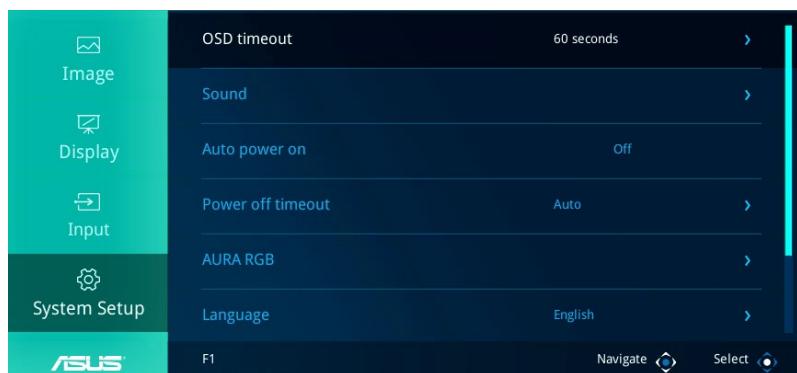 Image
Display
Input
System Setup
ASUS
OSD timeout 60 seconds
Sound
Auto power on Off
Power off timeout Auto
AURA RGB
Language English
F1 Navigate Select